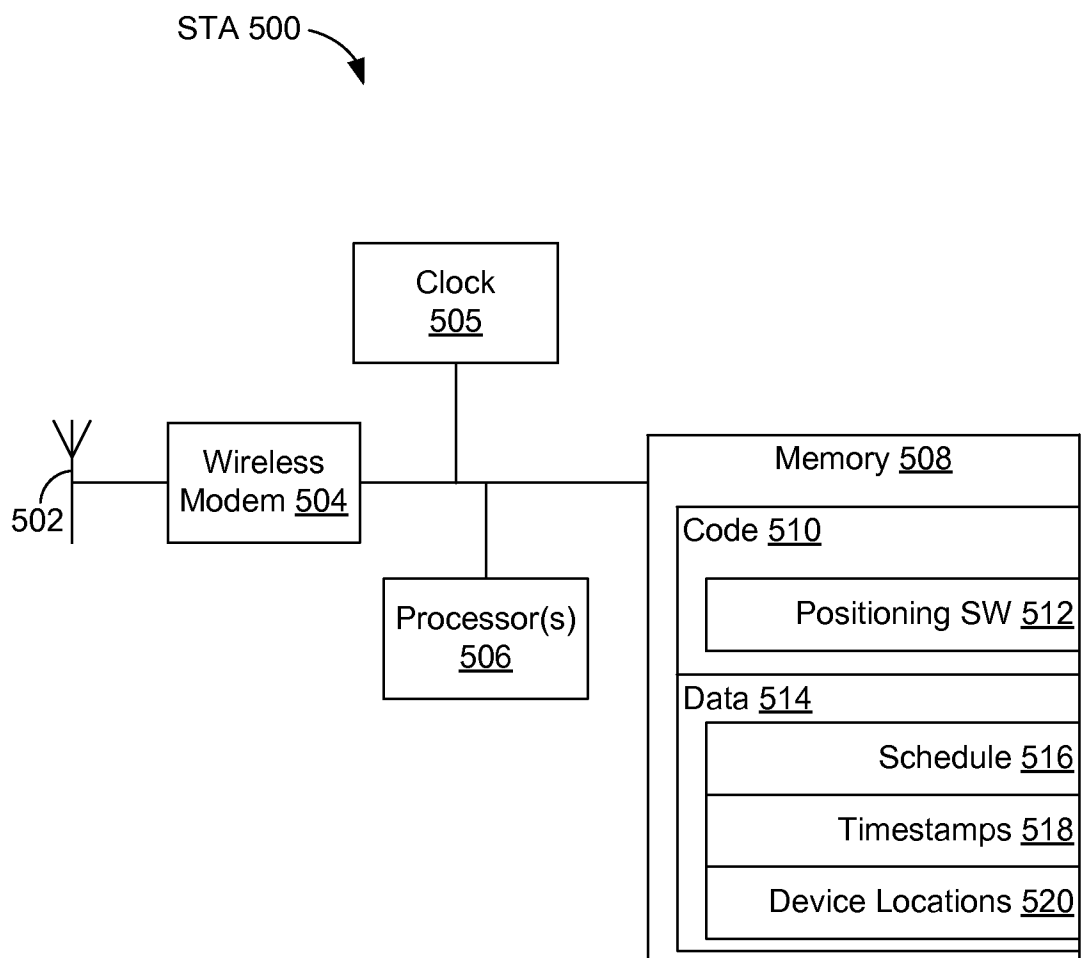 STA 500
Clock
505
Wireless
Modem 504
502
Processor(s)
506
Memory 508
Code 510
Positioning SW 512
Data 514
Schedule 516
Timestamps 518
Device Locations 520